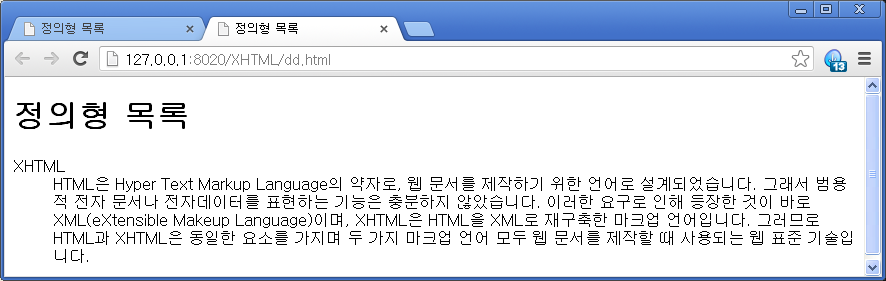 정의형 목록
정의형 목록
127.0.0.1:8020/XHTML/dd.html
13
정의형 목록
XHTML
HTML은 Hyper Text Markup Language의 약자로, 웹 문서를 제작하기 위한 언어로 설계되었습니다. 그래서 범용
적 전자 문서나 전자데이터를 표현하는 기능은 충분하지 않았습니다. 이러한 요구로 인해 등장한 것이 바로
XML(eXtensible Makeup Language)이며, XHTML은 HTML을 XML로 재구축한 마크업 언어입니다. 그러므로
HTML과 XHTML은 동일한 요소를 가지며 두 가지 마크업 언어 모두 웹 문서를 제작할 때 사용되는 웹 표준 기술입
니다.